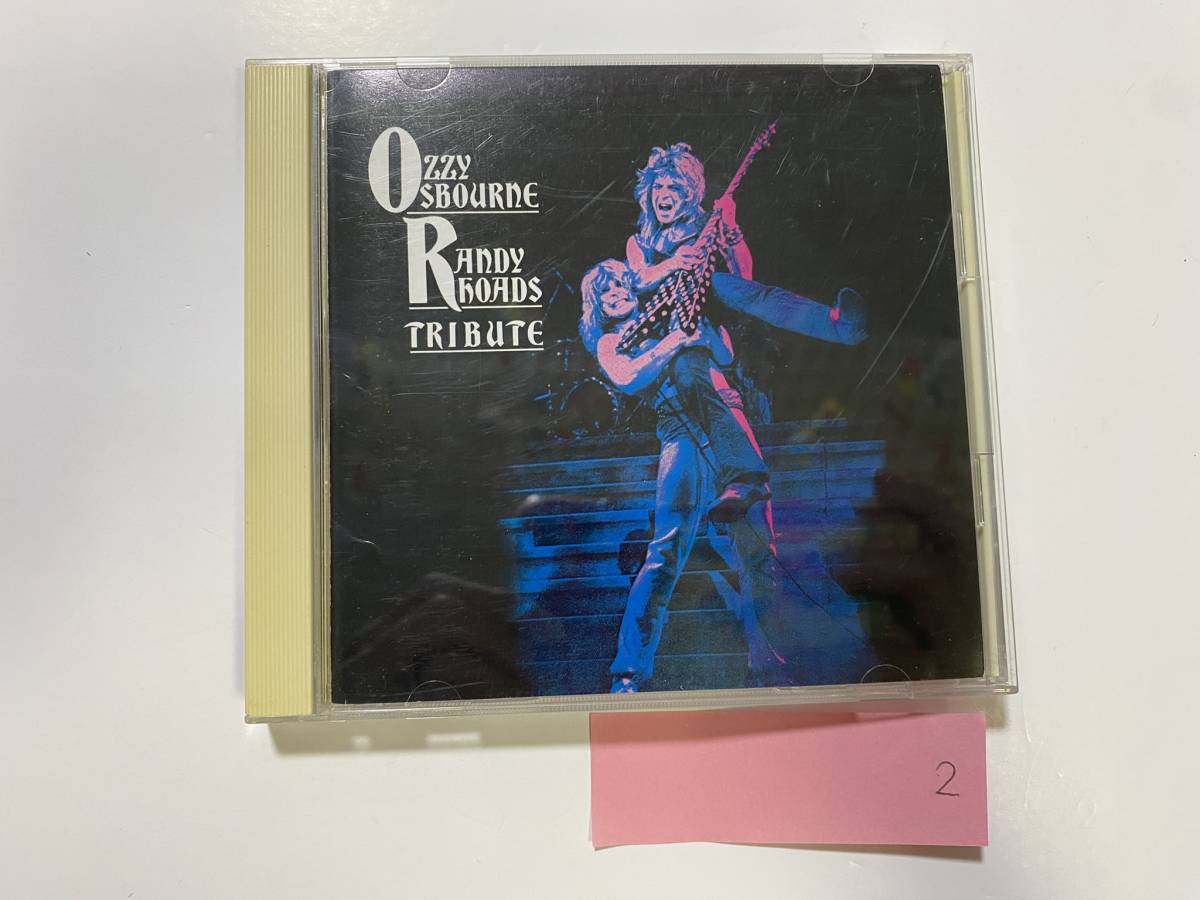 OZZY
OSBOURNE
RANDY
RHOADS
TRIBUTE
2